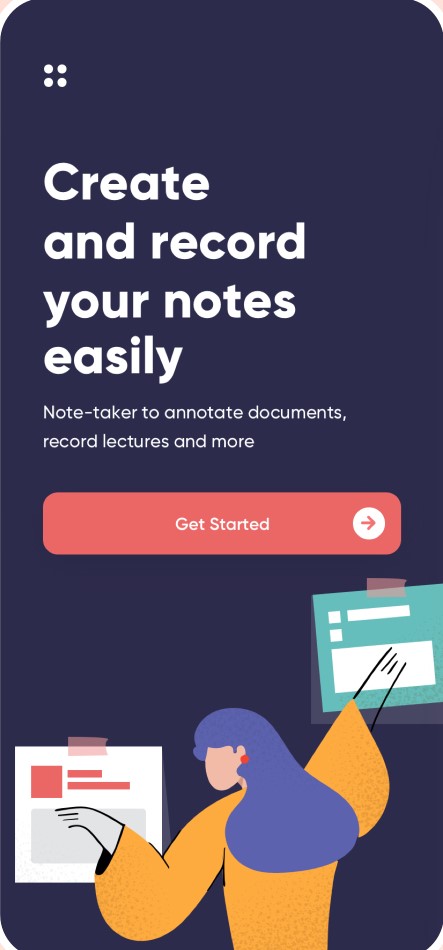 Create
and record
your notes
easily
Note-taker to annotate documents,
record lectures and more
Get Started